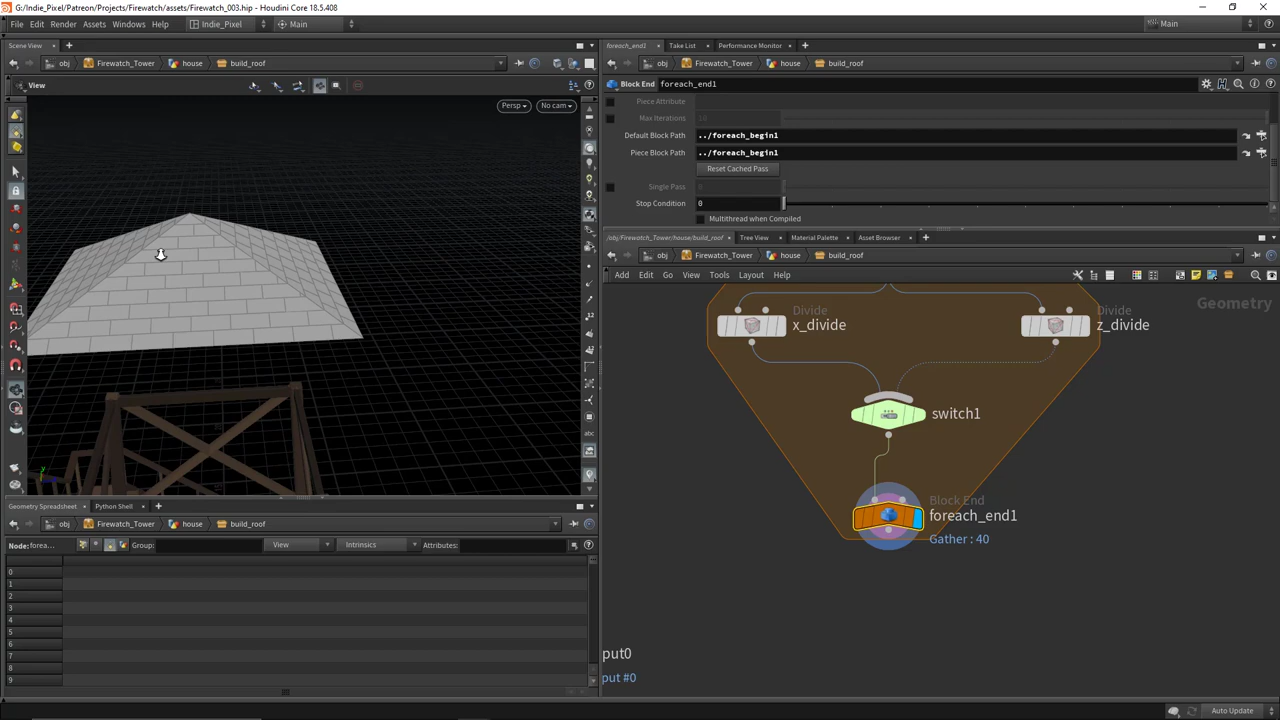 G:/Indie_Pixel/Patreon/Projects/Firewatch/assets/Firewatch_003.hip - Houdini Core 18.5.408
File Edit Render Assets Windows Help Indie_Pixel Main Main
Scene View
obj Firewatch_Tower house build_roof
View
Persp No cam
foreach_end1 Take List Performance Monitor
obj Firewatch_Tower house build_roof
Block End foreach_end1
Piece Attribute
Max Iterations 10
Default Block Path ../foreach_begin1
Piece Block Path ../foreach_begin1
Reset Cached Pass
Single Pass 0
Stop Condition 0
Multithread when Compiled
/obj/Firewatch_Tower/house/build_roof Tree View Material Palette Asset Browser
obj Firewatch_Tower house build_roof
Add Edit Go View Tools Layout Help
Geometry
Divide
x_divide
Divide
z_divide
switch1
Block End
foreach_end1
Gather : 40
put0
put #0
abc
y
Geometry Spreadsheet Python Shell
obj Firewatch_Tower house build_roof
Node: forea... Group: View Intrinsics Attributes:
0
1
2
3
4
5
6
7
8
9
Auto Update